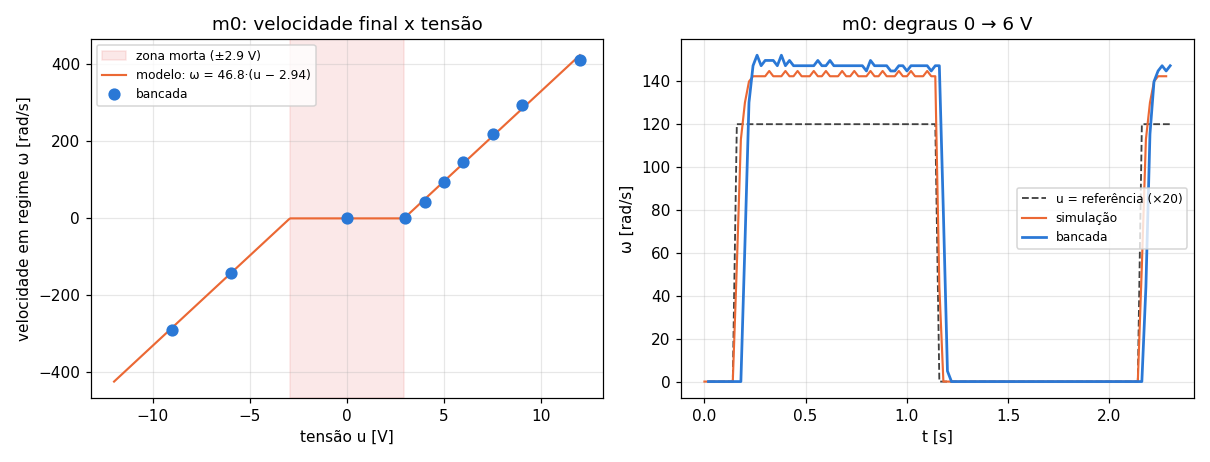 m0: velocidade final x tensão
zona morta (±2.9 V)
modelo: ω = 46.8·(u − 2.94)
bancada
velocidade em regime ω [rad/s]
400
200
0
−200
−400
−10
−5
0
5
10
tensão u [V]
m0: degraus 0 → 6 V
ω [rad/s]
140
120
100
80
60
40
20
0
u = referência (×20)
simulação
bancada
0.0
0.5
1.0
1.5
2.0
t [s]